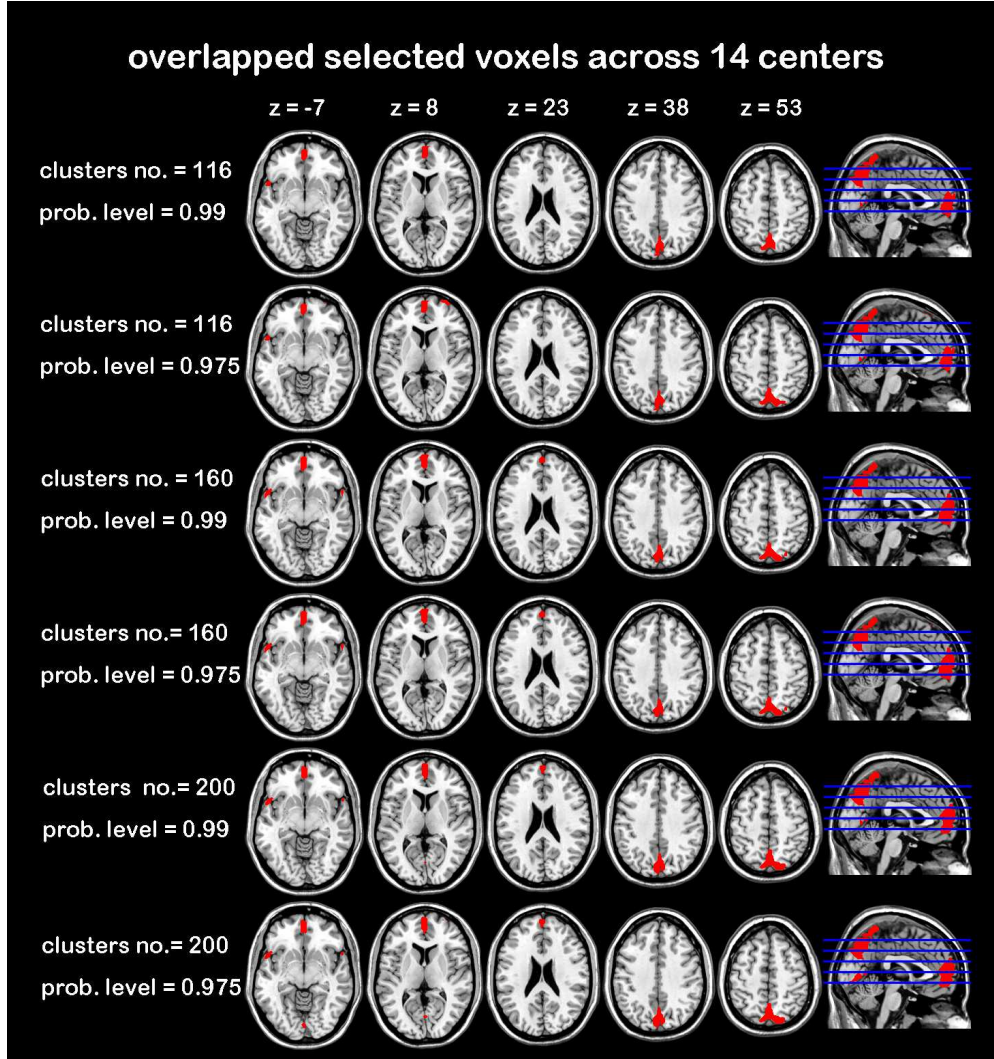 overlapped selected voxels across 14 centers
z = -7 z = 8 z = 23 z = 38 z = 53
clusters no. = 116
prob. level = 0.99
clusters no. = 116
prob. level = 0.975
clusters no. = 160
prob. level = 0.99
clusters no.= 160
prob. level = 0.975
clusters no.= 200
prob. level = 0.99
clusters no.= 200
prob. level = 0.975